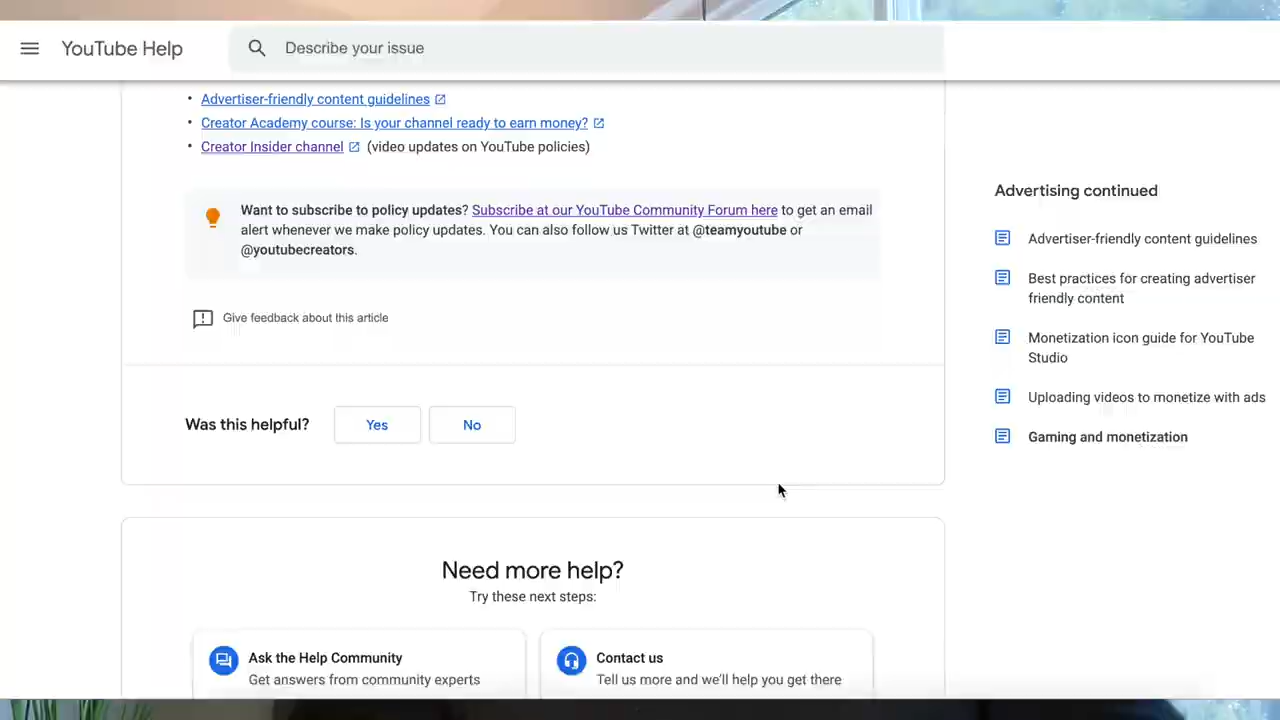 YouTube Help
Describe your issue
• Advertiser-friendly content guidelines
• Creator Academy course: Is your channel ready to earn money?
• Creator Insider channel (video updates on YouTube policies)
Want to subscribe to policy updates? Subscribe at our YouTube Community Forum here to get an email
alert whenever we make policy updates. You can also follow us Twitter at @teamyoutube or
@youtubecreators.
Give feedback about this article
Was this helpful?
Yes
No
Need more help?
Try these next steps:
Ask the Help Community
Get answers from community experts
Contact us
Tell us more and we'll help you get there
Advertising continued
Advertiser-friendly content guidelines
Best practices for creating advertiser
friendly content
Monetization icon guide for YouTube
Studio
Uploading videos to monetize with ads
Gaming and monetization